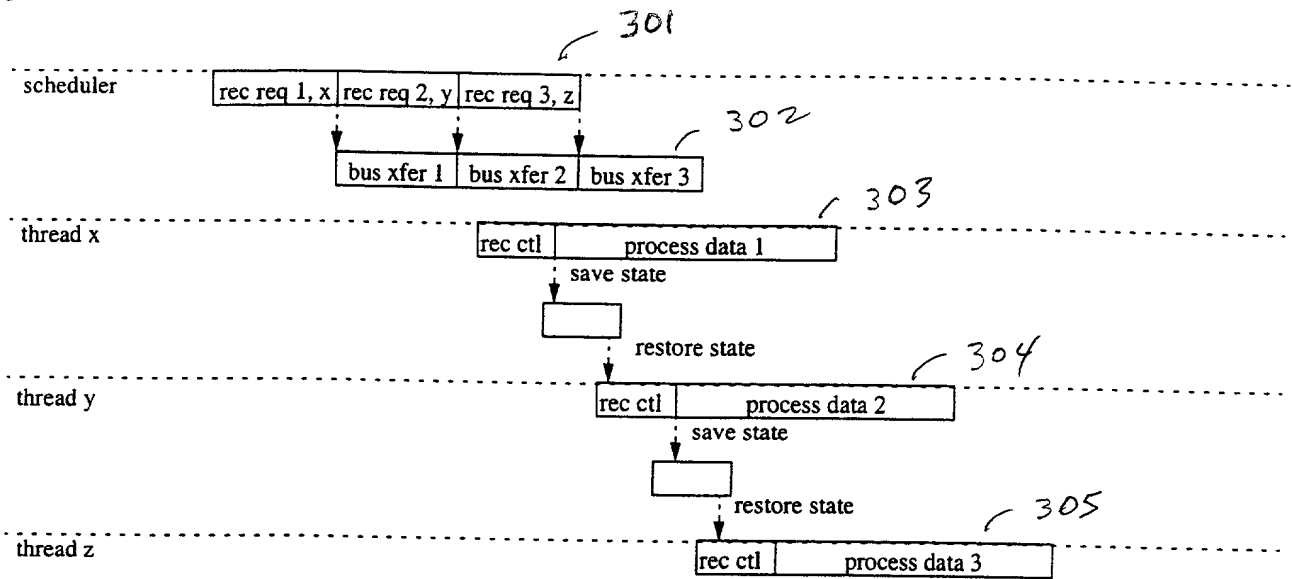 301
scheduler
rec req 1, x rec req 2, y rec req 3, z
302
bus xfer 1 bus xfer 2 bus xfer 3
303
thread x
rec ctl process data 1
save state
restore state
304
thread y
rec ctl process data 2
save state
restore state
305
thread z
rec ctl process data 3